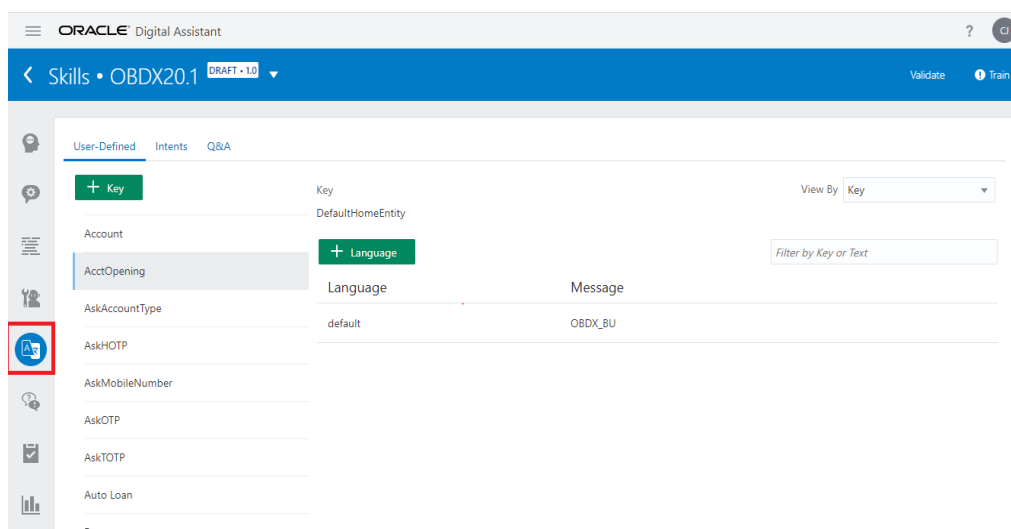 ORACLE® Digital Assistant
?
CJ
Skills • OBDX20.1 DRAFT • 1.0
Validate
Train
User-Defined Intents Q&A
+ Key
Account
AcctOpening
AskAccountType
AskHOTP
AskMobileNumber
AskOTP
AskTOTP
Auto Loan
Key
View By Key
DefaultHomeEntity
+ Language
Filter by Key or Text
Language Message
default OBDX_BU